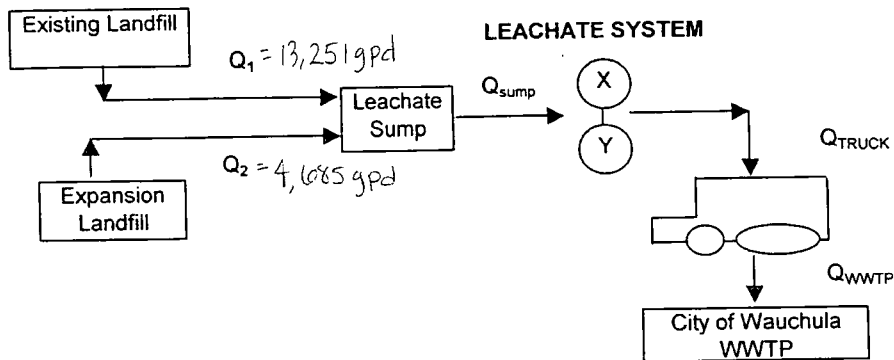 Existing Landfill
LEACHATE SYSTEM
Q1 = 13,251 gpd
Leachate
Sump
Qsump
X
Y
QTRUCK
Q2 = 4,685 gpd
Expansion
Landfill
QWWTP
City of Wauchula
WWTP